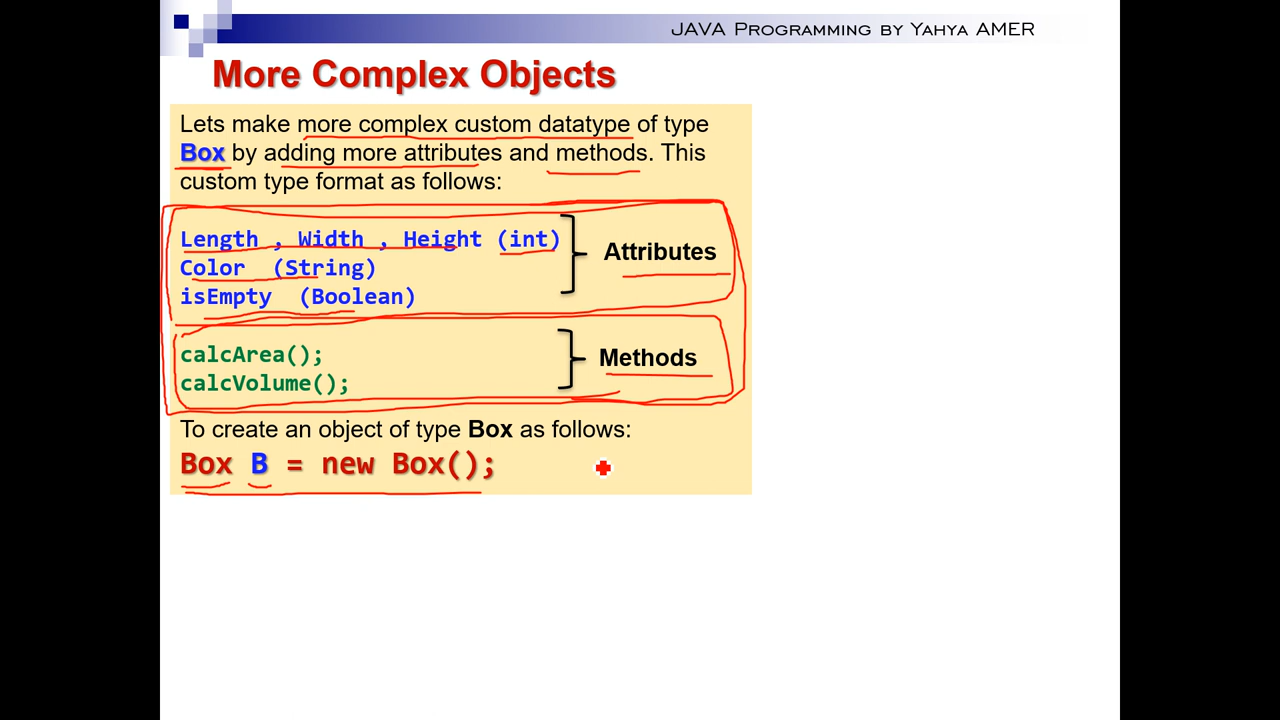 JAVA Programming by Yahya AMER
More Complex Objects
Lets make more complex custom datatype of type
Box by adding more attributes and methods. This
custom type format as follows:
Length , Width , Height (int)
Color (String)
isEmpty (Boolean)
Attributes
calcArea();
calcVolume();
Methods
To create an object of type Box as follows:
Box B = new Box();